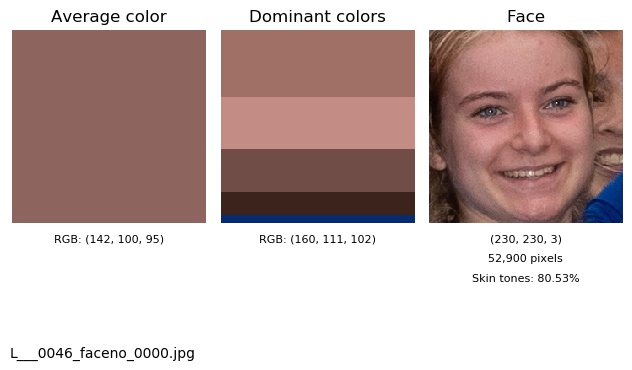 Average color
Dominant colors
Face
RGB: (142, 100, 95)
RGB: (160, 111, 102)
(230, 230, 3)
52,900 pixels
Skin tones: 80.53%
L___0046_faceno_0000.jpg